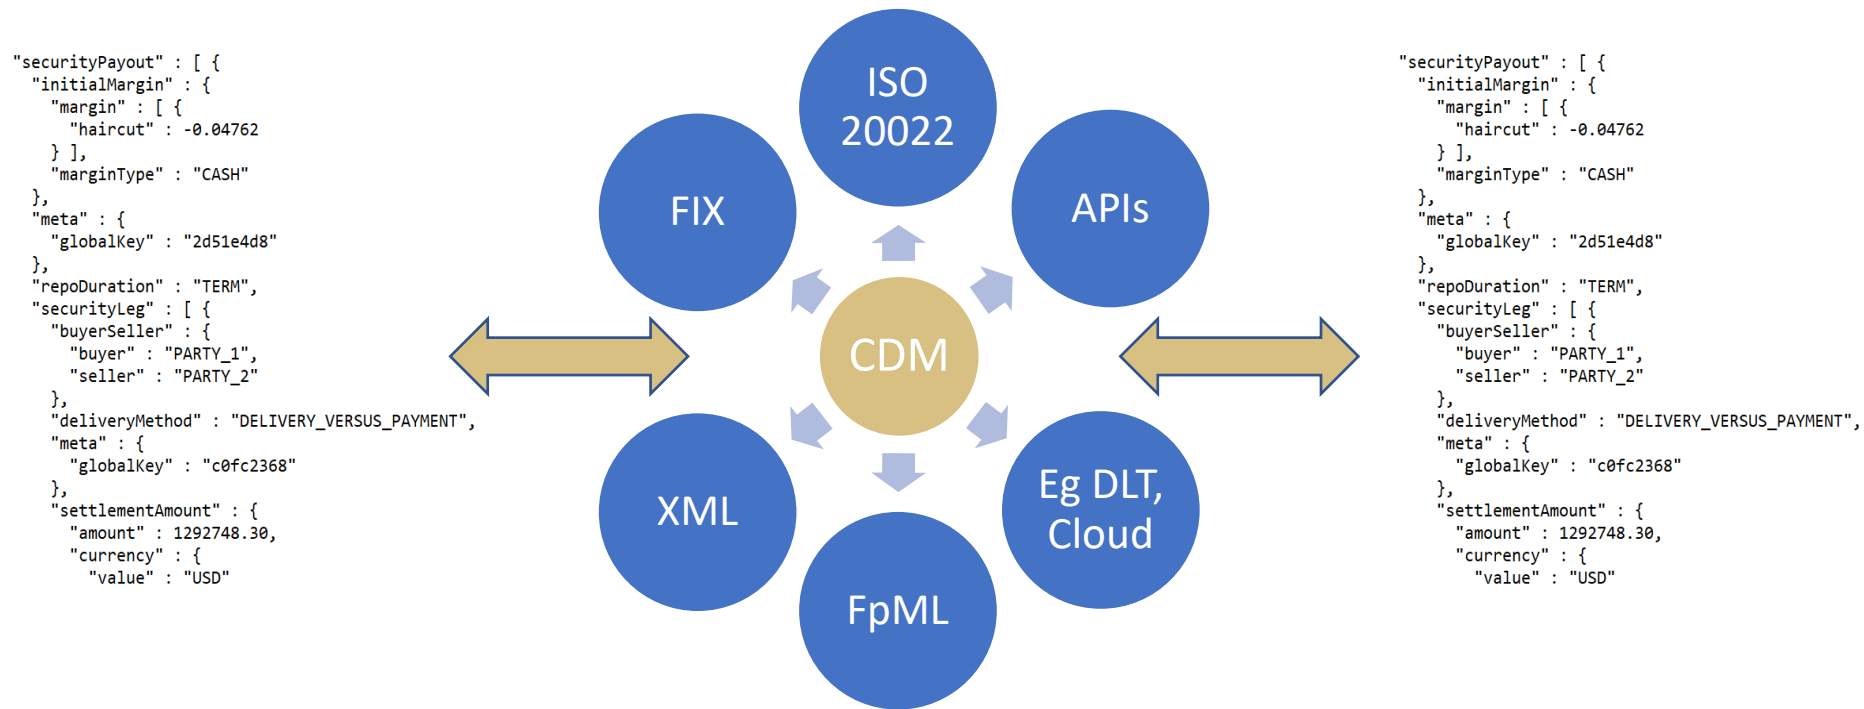 "securityPayout" : [ {
"initialMargin" : {
"margin" : [ {
"haircut" : -0.04762
} ],
"marginType" : "CASH"
},
"meta" : {
"globalKey" : "2d51e4d8"
},
"repoDuration" : "TERM",
"securityLeg" : [ {
"buyerSeller" : {
"buyer" : "PARTY_1",
"seller" : "PARTY_2"
},
"deliveryMethod" : "DELIVERY_VERSUS_PAYMENT",
"meta" : {
"globalKey" : "c0fc2368"
},
"settlementAmount" : {
"amount" : 1292748.30,
"currency" : {
"value" : "USD"
ISO
20022
FIX
APIs
CDM
XML
Eg DLT,
Cloud
FpML
"securityPayout" : [ {
"initialMargin" : {
"margin" : [ {
"haircut" : -0.04762
} ],
"marginType" : "CASH"
},
"meta" : {
"globalKey" : "2d51e4d8"
},
"repoDuration" : "TERM",
"securityLeg" : [ {
"buyerSeller" : {
"buyer" : "PARTY_1",
"seller" : "PARTY_2"
},
"deliveryMethod" : "DELIVERY_VERSUS_PAYMENT",
"meta" : {
"globalKey" : "c0fc2368"
},
"settlementAmount" : {
"amount" : 1292748.30,
"currency" : {
"value" : "USD"